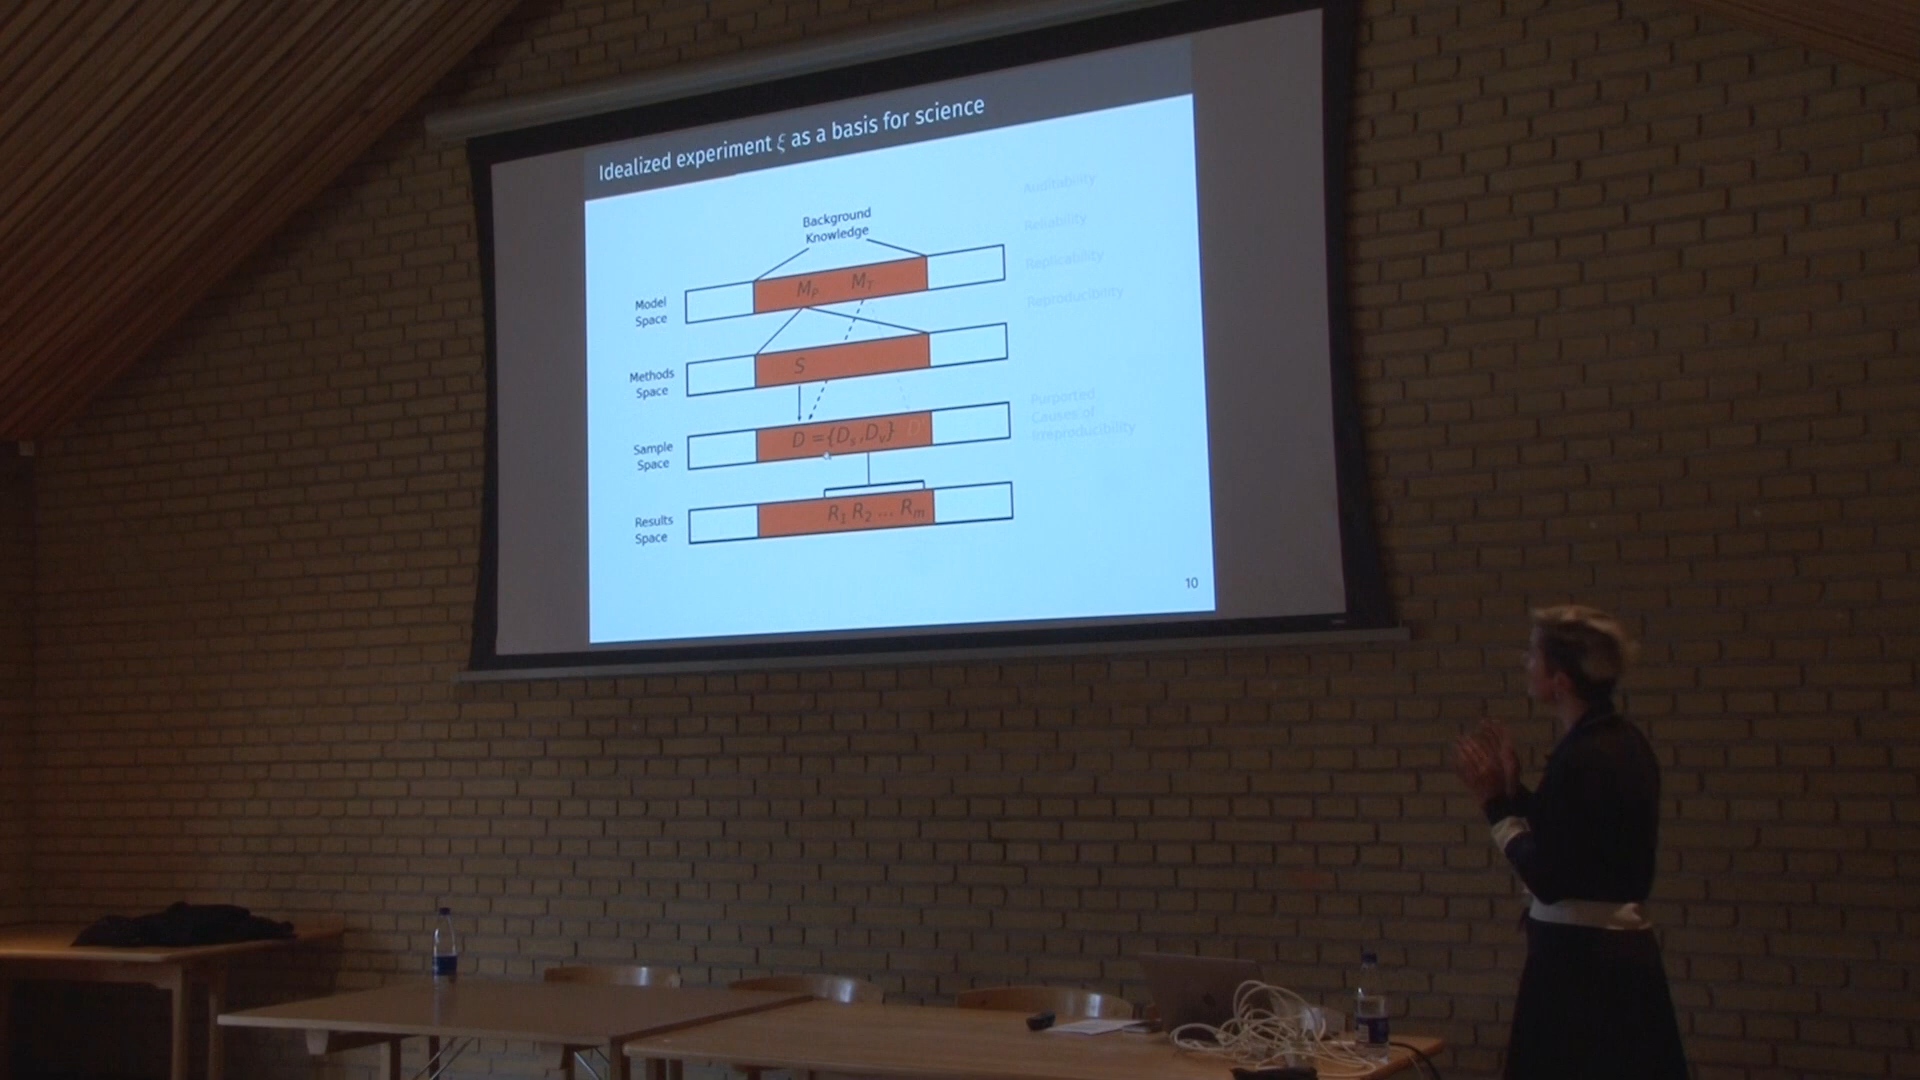 Idealized experiment ξ as a basis for science
Background
Knowledge
Model
Space
M_P M_T
Methods
Space
S
Sample
Space
D = {D_s, D_v} D'
Results
Space
R_1 R_2 ... R_m
Auditability
Reliability
Replicability
Reproducibility
Purported
Causes of
Irreproducibility
10